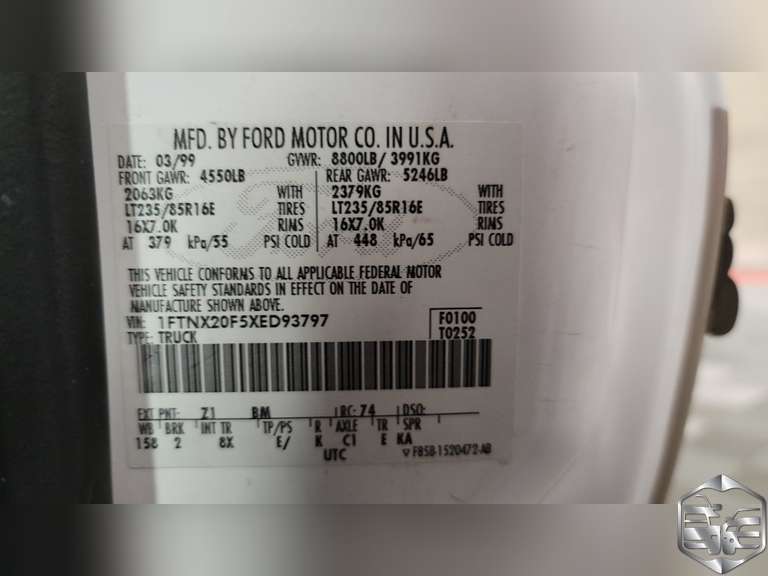 MFD. BY FORD MOTOR CO. IN U.S.A.
DATE: 03/99 GVWR: 8800LB/ 3991KG
FRONT GAWR: 4550LB REAR GAWR: 5246LB
2063KG WITH 2379KG WITH
LT235/85R16E TIRES LT235/85R16E TIRES
16X7.0K RIMS 16X7.0K RIMS
AT 379 kPa/55 PSI COLD AT 448 kPa/65 PSI COLD
THIS VEHICLE CONFORMS TO ALL APPLICABLE FEDERAL MOTOR
VEHICLE SAFETY STANDARDS IN EFFECT ON THE DATE OF
MANUFACTURE SHOWN ABOVE.
VIN: 1FTNX20F5XED93797 F0100
TYPE: TRUCK T0252
EXT PNT: Z1 BM RC: 74 DSO:
WB BRK INT TR TP/PS R AXLE TR SPR
158 2 8X E/ K C1 E KA
UTC F85B-1520472-AB